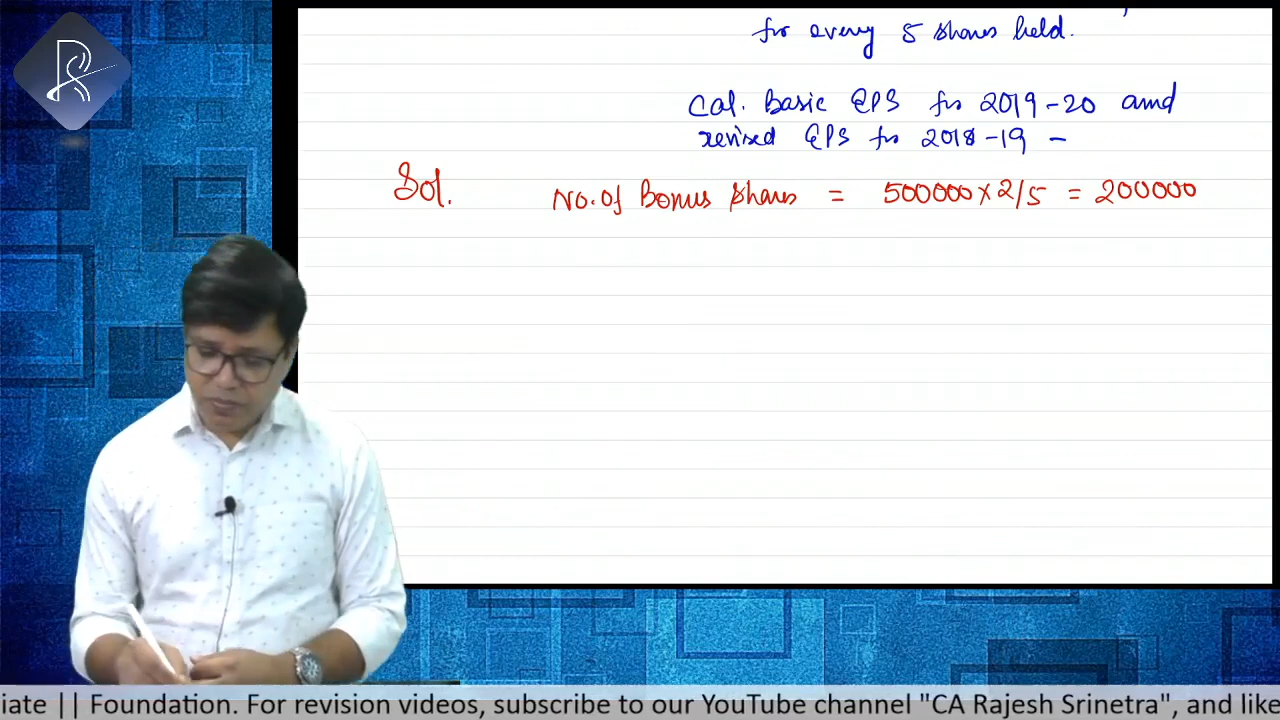 for every 5 shares held.
Cal. Basic EPS for 2019-20 and
revised EPS for 2018-19 -
Sol. No. of Bonus Shares = 500000 x 2/5 = 200000
iate || Foundation. For revision videos, subscribe to our YouTube channel "CA Rajesh Srinetra", and like